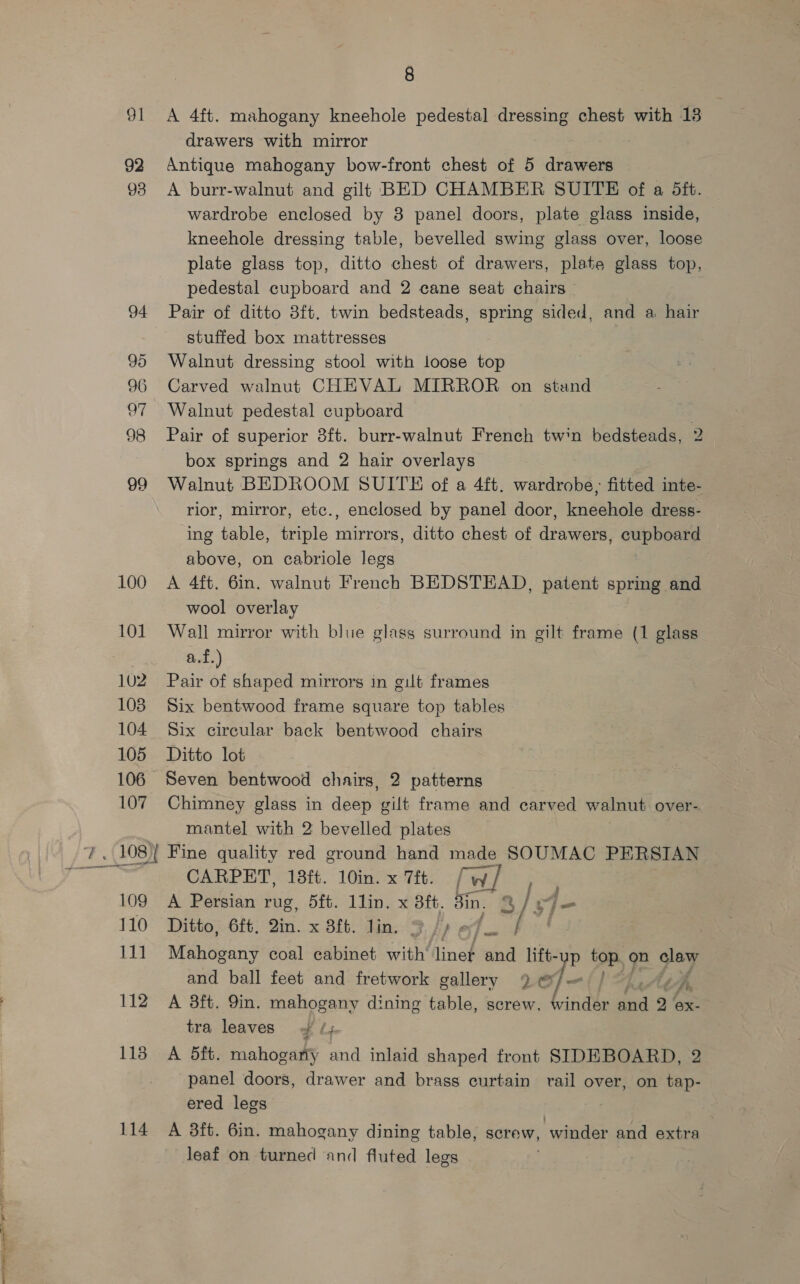 8
91 A 4ft. mahogany kneehole pedestal dressing chest with 13
drawers with mirror
92 Antique mahogany bow-front chest of 5 drawers
93 A burr-walnut and gilt BED CHAMBER SUITE of a 5ft.
wardrobe enclosed by 3 panel doors, plate glass inside,
kneehole dressing table, bevelled swing glass over, loose
plate glass top, ditto chest of drawers, plate glass top,
pedestal cupboard and 2 cane seat chairs
94 Pair of ditto 3ft. twin bedsteads, spring sided, and a hair
stuffed box mattresses
95 Walnut dressing stool with loose top
96 Carved walnut CHEVAL MIRROR on stand
97 Walnut pedestal cupboard
98 Pair of superior 3ft. burr-walnut French twin bedsteads, 2
box springs and 2 hair overlays
99 Walnut BEDROOM SUITE of a 4ft. wardrobe, fitted inte-
rior, mirror, etc., enclosed by panel door, kneehole dress-
ing table, triple mirrors, ditto chest of drawers, cupboard
above, on cabriole legs
100 A 4ft. 6in. walnut French BEDSTEAD, patent spring and
wool overlay
101 Wall mirror with blue glass surround in gilt frame (1 glass
a.f.)
102 Pair of shaped mirrors in gilt frames
103 Six bentwood frame square top tables
104 Six circular back bentwood chairs
105 Ditto lot
106 Seven bentwood chairs, 2 patterns
107 Chimney glass in deep gilt frame and carved walnut over-
mantel with 2 bevelled plates
7. 108 Fine quality red ground hand made SOUMAC PERSIAN
CARPET, 13ft. 10in. x 7ft.
109 A Persian rug, 5ft. 11in. x 3ft. 3in.
110 Ditto, 6ft. 2in. x 3ft. 1in.
111 Mahogany coal cabinet with liner and lift-up top on claw
and ball feet and fretwork gallery
112 A 3ft. 9in. mahogany dining table, screw, winder and 2 ex-
tra leaves
113 A 5ft. mahogany and inlaid shaped front SIDEBOARD, 2
panel doors, drawer and brass curtain rail over, on tap-
ered legs
114 A 3ft. 6in. mahogany dining table, screw, winder and extra
leaf on turned and fluted legs